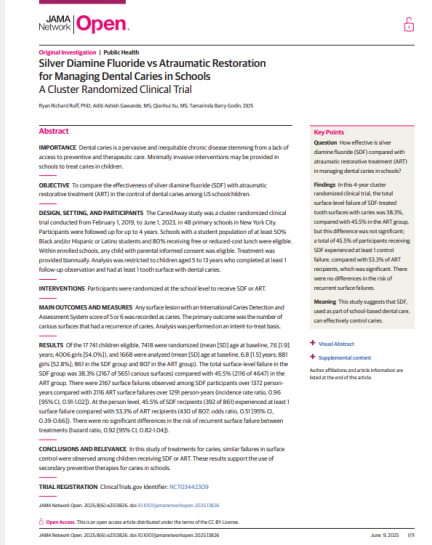 JAMA
Network Open™
Original Investigation | Public Health
Silver Diamine Fluoride vs Atraumatic Restoration
for Managing Dental Caries in Schools
A Cluster Randomized Clinical Trial
Ryan Richard Ruff, PhD; Aditi Ashish Gawande, MS; Qianhui Xu, MS; Tamarinda Barry Godín, DDS
Abstract
IMPORTANCE Dental caries is a pervasive and inequitable chronic disease stemming from a lack of
access to preventive and therapeutic care. Minimally invasive interventions may be provided in
schools to treat caries in children.
OBJECTIVE To compare the effectiveness of silver diamine fluoride (SDF) with atraumatic
restorative treatment (ART) in the control of dental caries among US schoolchildren.
DESIGN, SETTING, AND PARTICIPANTS The CariedAway study was a cluster randomized clinical
trial conducted from February 1, 2019, to June 1, 2023, in 48 primary schools in New York City.
Participants were followed up for up to 4 years. Schools with a student population of at least 50%
Black and/or Hispanic or Latino students and 80% receiving free or reduced-cost lunch were eligible.
Within enrolled schools, any child with parental informed consent was eligible. Treatment was
provided biannually. Analysis was restricted to children aged 5 to 13 years who completed at least 1
follow-up observation and had at least 1 tooth surface with dental caries.
INTERVENTIONS Participants were randomized at the school level to receive SDF or ART.
MAIN OUTCOMES AND MEASURES Any surface lesion with an International Caries Detection and
Assessment System score of 5 or 6 was recorded as caries. The primary outcome was the number of
carious surfaces that had a recurrence of caries. Analysis was performed on an intent-to-treat basis.
RESULTS Of the 17 741 children eligible, 7418 were randomized (mean [SD] age at baseline, 7.6 [1.9]
years; 4006 girls [54.0%]), and 1668 were analyzed (mean [SD] age at baseline, 6.8 [1.5] years; 881
girls [52.8%]; 861 in the SDF group and 807 in the ART group). The total surface-level failure in the
SDF group was 38.3% (2167 of 5651 carious surfaces) compared with 45.5% (2116 of 4647) in the
ART group. There were 2167 surface failures observed among SDF participants over 1372 person-
years compared with 2116 ART surface failures over 1291 person-years (incidence rate ratio, 0.96
[95% CI, 0.91-1.02]). At the person level, 45.5% of SDF recipients (392 of 861) experienced at least 1
surface failure compared with 53.3% of ART recipients (430 of 807; odds ratio, 0.51 [95% CI,
0.39-0.66]). There were no significant differences in the risk of recurrent surface failure between
treatments (hazard ratio, 0.92 [95% CI, 0.82-1.04]).
CONCLUSIONS AND RELEVANCE In this study of treatments for caries, similar failures in surface
control were observed among children receiving SDF or ART. These results support the use of
secondary preventive therapies for caries in schools.
TRIAL REGISTRATION ClinicalTrials.gov Identifier: NCT03442309
JAMA Network Open. 2025;8(6):e2513826. doi:10.1001/jamanetworkopen.2025.13826
Key Points
Question How effective is silver
diamine fluoride (SDF) compared with
atraumatic restorative treatment (ART)
in managing dental caries in schools?
Findings In this 4-year cluster
randomized clinical trial, the total
surface-level failure of SDF-treated
tooth surfaces with caries was 38.3%,
compared with 45.5% in the ART group,
but this difference was not significant;
a total of 45.5% of participants receiving
SDF experienced at least 1 control
failure, compared with 53.3% of ART
recipients, which was significant. There
were no differences in the risk of
recurrent surface failures.
Meaning This study suggests that SDF,
used as part of school-based dental care,
can effectively control caries.
+ Visual Abstract
+ Supplemental content
Author affiliations and article information are
listed at the end of this article.
Open Access. This is an open access article distributed under the terms of the CC-BY License.
JAMA Network Open. 2025;8(6):e2513826. doi:10.1001/jamanetworkopen.2025.13826
June 9, 2025
1/11